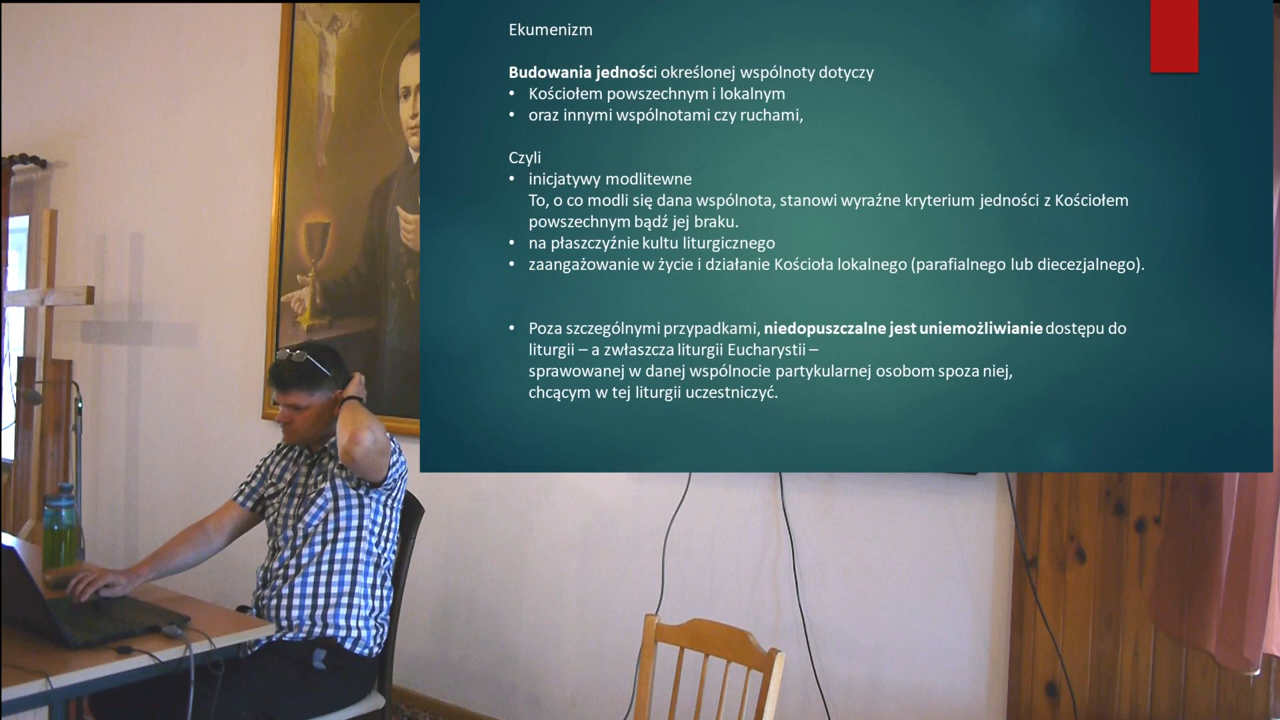 Ekumenizm
Budowania jedności określonej wspólnoty dotyczy
• Kościołem powszechnym i lokalnym
• oraz innymi wspólnotami czy ruchami,
Czyli
• inicjatywy modlitewne
To, o co modli się dana wspólnota, stanowi wyraźne kryterium jedności z Kościołem
powszechnym bądź jej braku.
• na płaszczyźnie kultu liturgicznego
• zaangażowanie w życie i działanie Kościoła lokalnego (parafialnego lub diecezjalnego).
• Poza szczególnymi przypadkami, niedopuszczalne jest uniemożliwianie dostępu do
liturgii – a zwłaszcza liturgii Eucharystii –
sprawowanej w danej wspólnocie partykularnej osobom spoza niej,
chcącym w tej liturgii uczestniczyć.